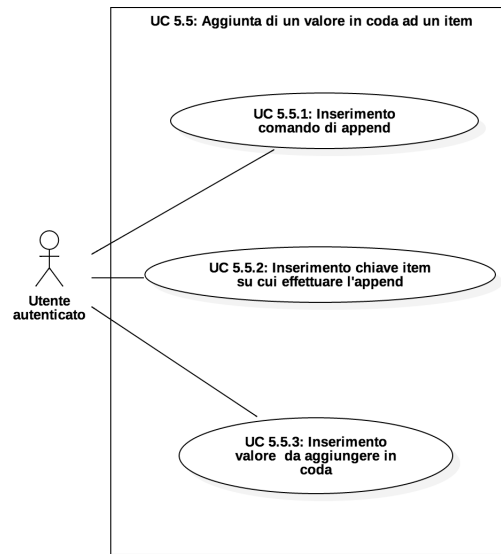 UC 5.5: Aggiunta di un valore in coda ad un item
UC 5.5.1: Inserimento
comando di append
UC 5.5.2: Inserimento chiave item
su cui effettuare l'append
Utente
autenticato
UC 5.5.3: Inserimento
valore da aggiungere in
coda